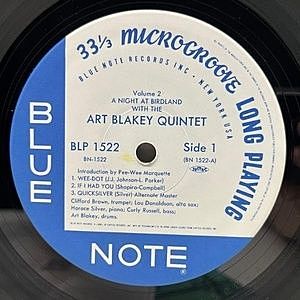 33⅓ MICROGROOVE LONG PLAYING
BLUE NOTE RECORDS INC · NEW YORK USA
Volume 2
A NIGHT AT BIRDLAND
WITH THE
ART BLAKEY QUINTET
BLP 1522
Side 1
BN-1522
(BN 1522-A)
Introduction by Pee-Wee Marquette
1. WEE-DOT (J.J. Johnson-L. Parker)
2. IF I HAD YOU (Shapiro-Campbell)
3. QUICKSILVER (Silver) Alternate Master
Clifford Brown, trumpet; Lou Donaldson, alto sax;
Horace Silver, piano; Curly Russell, bass;
Art Blakey, drums.
BLUE
NOTE
®